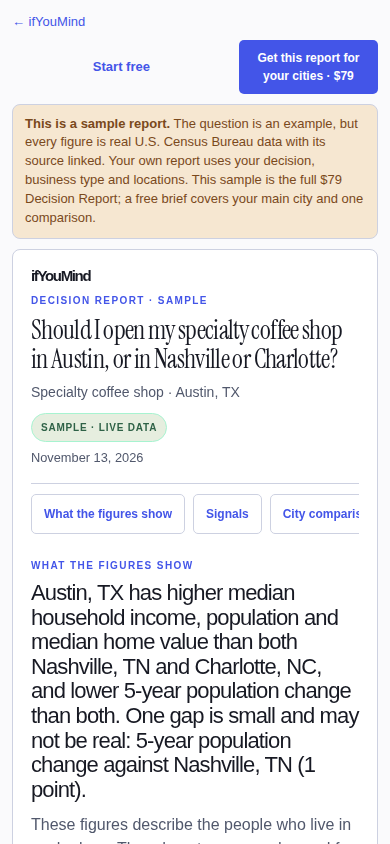 ← ifYouMind
Start free
Get this report for
your cities · $79
This is a sample report. The question is an example, but
every figure is real U.S. Census Bureau data with its
source linked. Your own report uses your decision,
business type and locations. This sample is the full $79
Decision Report; a free brief covers your main city and one
comparison.
ifYouMind
DECISION REPORT · SAMPLE
Should I open my specialty coffee shop
in Austin, or in Nashville or Charlotte?
Specialty coffee shop · Austin, TX
SAMPLE · LIVE DATA
November 13, 2026
What the figures show
Signals
City comparis
WHAT THE FIGURES SHOW
Austin, TX has higher median
household income, population and
median home value than both
Nashville, TN and Charlotte, NC,
and lower 5-year population change
than both. One gap is small and may
not be real: 5-year population
change against Nashville, TN (1
point).
These figures describe the people who live in